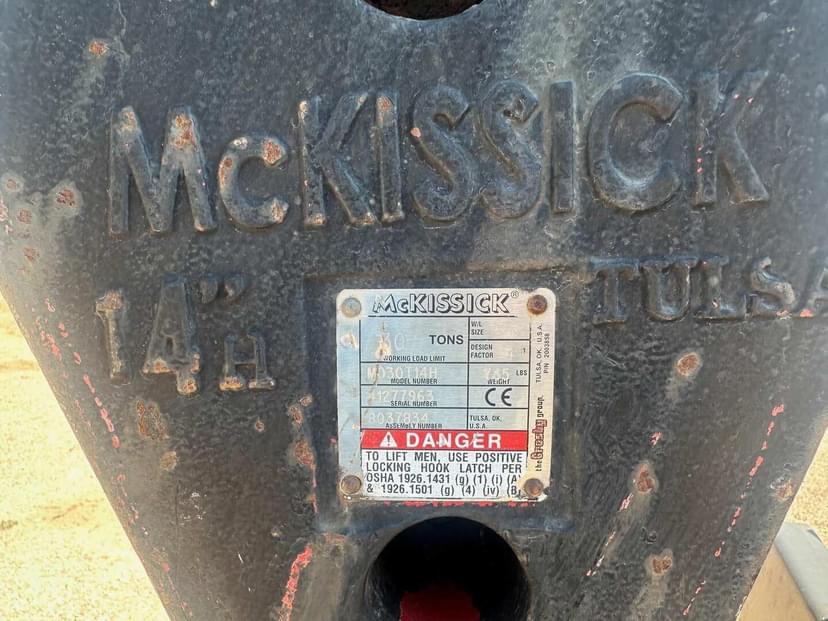 McKISSICK
14"H
TULSA
McKISSICK®
TONS
WORKING LOAD LIMIT
W/L
SIZE
DESIGN
FACTOR
MODEL NUMBER
LBS
WEIGHT
SERIAL NUMBER
CE
ASSEMBLY NUMBER
TULSA, OK.
U.S.A.
TULSA, OK. U.S.A.
P/N 2003858
the Crosby group.
DANGER
TO LIFT MEN, USE POSITIVE
LOCKING HOOK LATCH PER
OSHA 1926.1431 (g) (1) (i) (A)
& 1926.1501 (g) (4) (iv) (B)